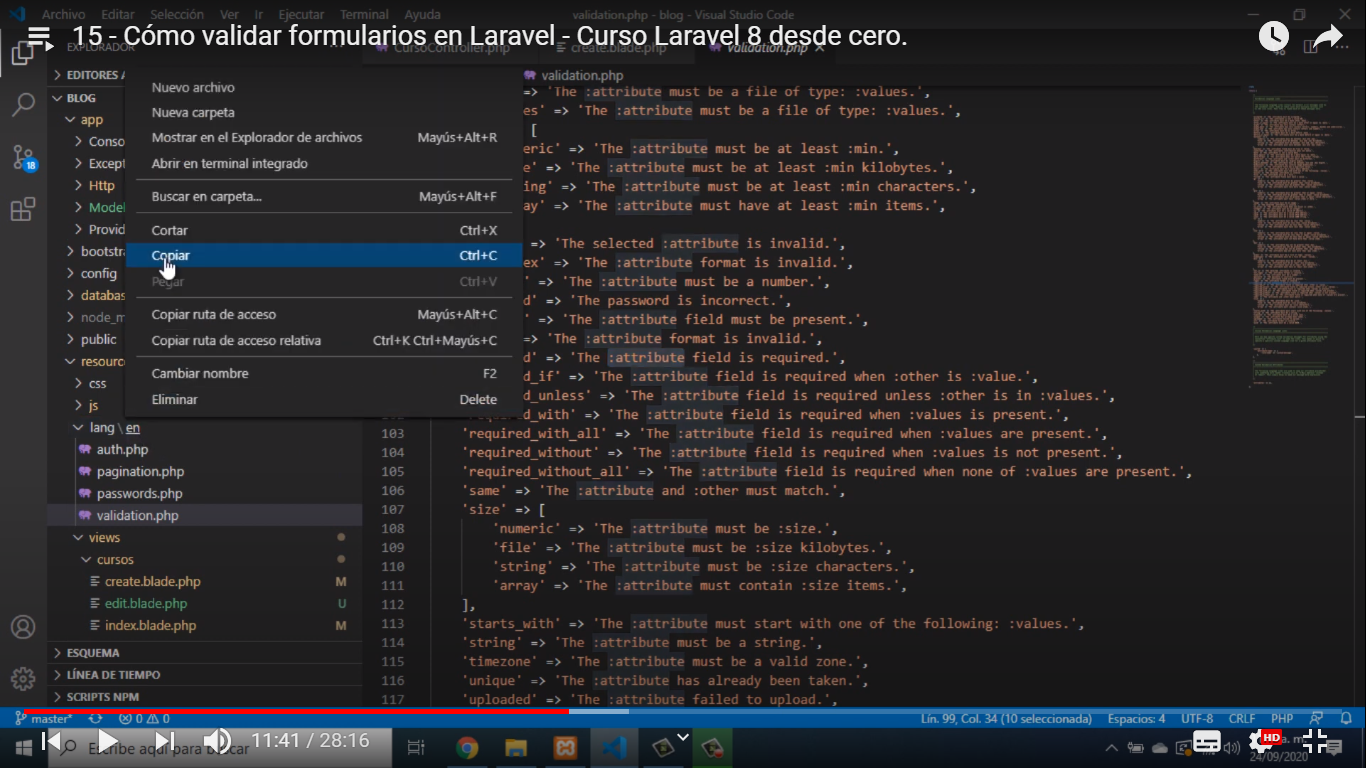 Archivo Editar Selección Ver Ir Ejecutar Terminal Ayuda validation.php - blog - Visual Studio Code
15 - Cómo validar formularios en Laravel - Curso Laravel 8 desde cero.
EXPLORADOR
CursoController.php create.blade.php validation.php
EDITORES A
validation.php
BLOG
app
Conso
Except
Http
Model
Provid
bootstra
config
databas
node_m
public
resourc
css
js
lang \ en
auth.php
pagination.php
passwords.php
validation.php
views
cursos
create.blade.php M
edit.blade.php U
index.blade.php M
ESQUEMA
LÍNEA DE TIEMPO
SCRIPTS NPM
18
Nuevo archivo
Nueva carpeta
Mostrar en el Explorador de archivos Mayús+Alt+R
Abrir en terminal integrado
Buscar en carpeta... Mayús+Alt+F
Cortar Ctrl+X
Copiar Ctrl+C
Pegar Ctrl+V
Copiar ruta de acceso Mayús+Alt+C
Copiar ruta de acceso relativa Ctrl+K Ctrl+Mayús+C
Cambiar nombre F2
Eliminar Delete
=> 'The :attribute must be a file of type: :values.',
es' => 'The :attribute must be a file of type: :values.',
[
eric' => 'The :attribute must be at least :min.',
e' => 'The :attribute must be at least :min kilobytes.',
ing' => 'The :attribute must be at least :min characters.',
ay' => 'The :attribute must have at least :min items.',
=> 'The selected :attribute is invalid.',
ex' => 'The :attribute format is invalid.',
' => 'The :attribute must be a number.',
d' => 'The password is incorrect.',
' => 'The :attribute field must be present.',
=> 'The :attribute format is invalid.',
d' => 'The :attribute field is required.',
d_if' => 'The :attribute field is required when :other is :value.',
d_unless' => 'The :attribute field is required unless :other is in :values.',
'required_with' => 'The :attribute field is required when :values is present.',
103 'required_with_all' => 'The :attribute field is required when :values are present.',
104 'required_without' => 'The :attribute field is required when :values is not present.',
105 'required_without_all' => 'The :attribute field is required when none of :values are present.',
106 'same' => 'The :attribute and :other must match.',
107 'size' => [
108 'numeric' => 'The :attribute must be :size.',
109 'file' => 'The :attribute must be :size kilobytes.',
110 'string' => 'The :attribute must be :size characters.',
111 'array' => 'The :attribute must contain :size items.',
112 ],
113 'starts_with' => 'The :attribute must start with one of the following: :values.',
114 'string' => 'The :attribute must be a string.',
115 'timezone' => 'The :attribute must be a valid zone.',
116 'unique' => 'The :attribute has already been taken.',
117 'uploaded' => 'The :attribute failed to upload.',
master* 0 0 Lín. 99, Col. 34 (10 seleccionada) Espacios: 4 UTF-8 CRLF PHP
Escribe aquí para buscar
11:41 / 28:16
HD
a. m.
24/09/2020